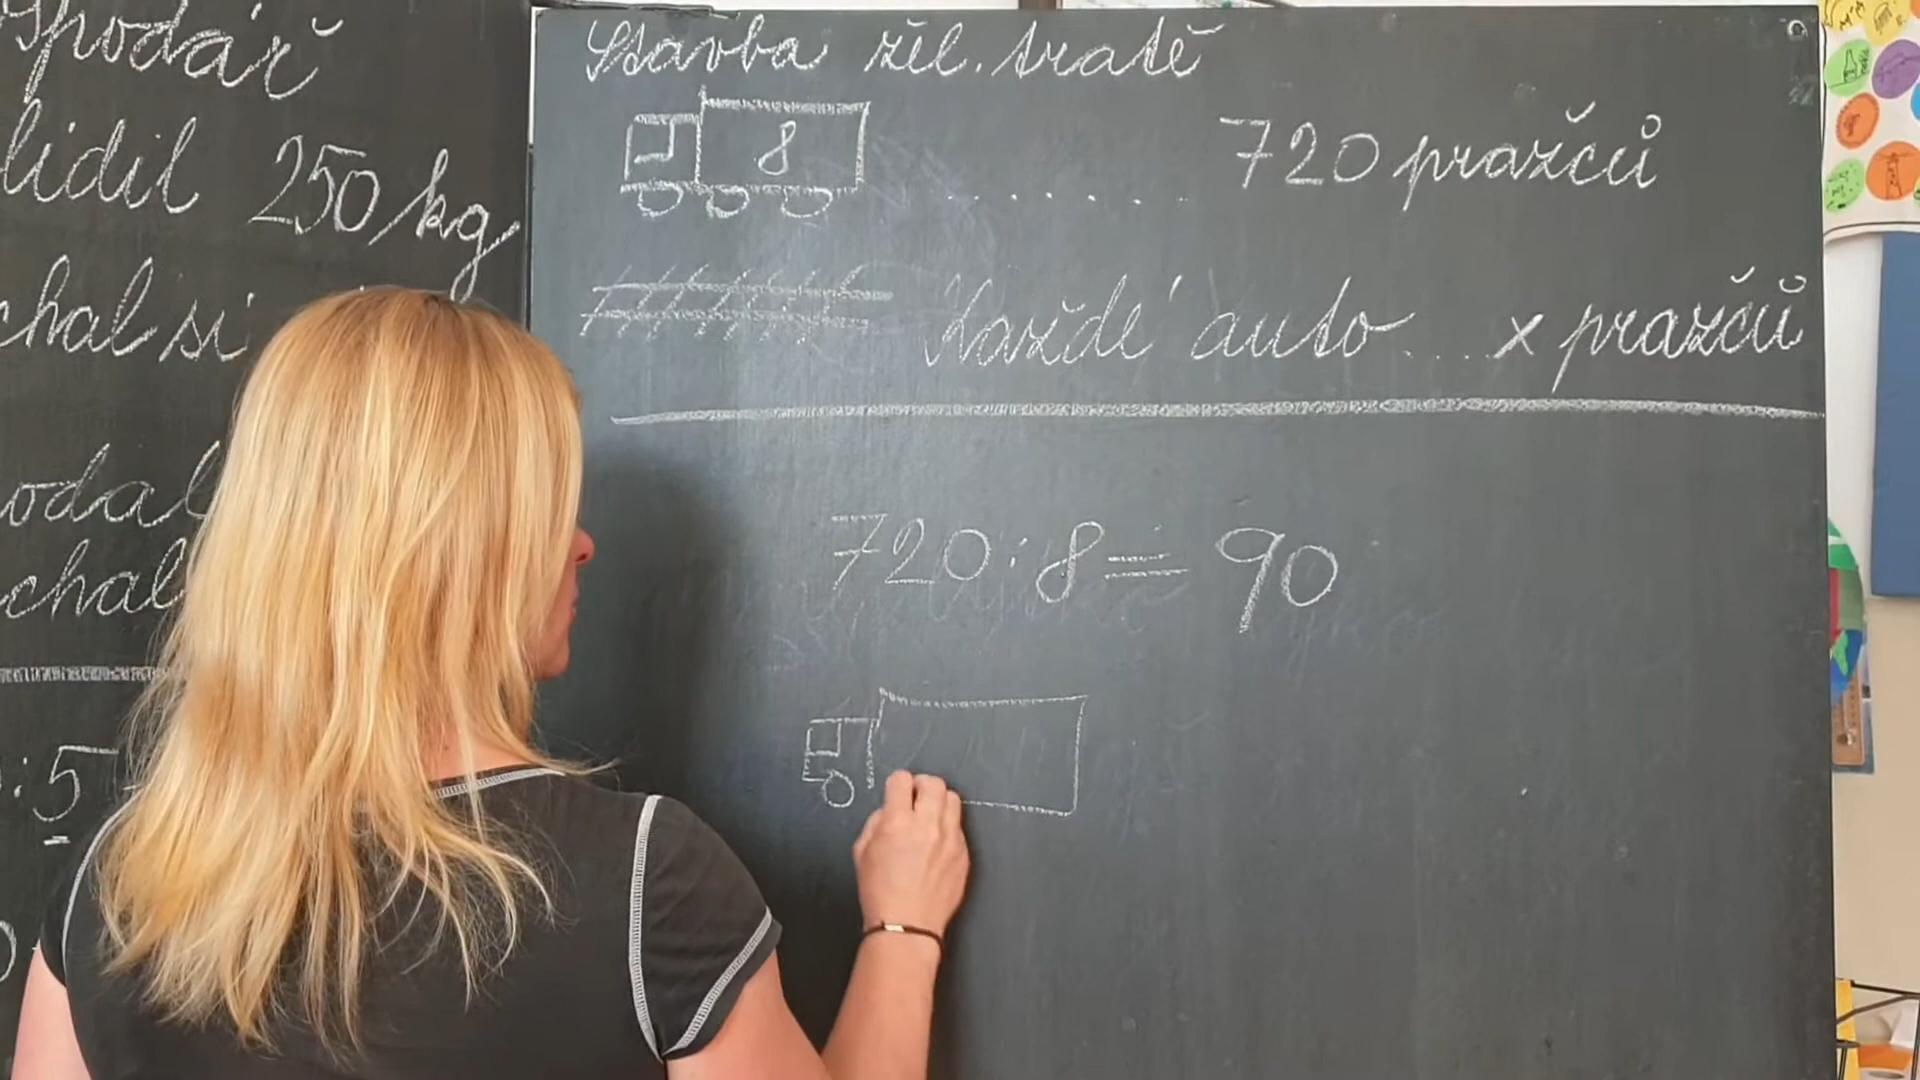 spodář
lidil 250 kg
chal si
odal
chal
:5
Stavba žel. tratě
8 ....... 720 pražců
Každé auto ... x pražců
720:8 = 90